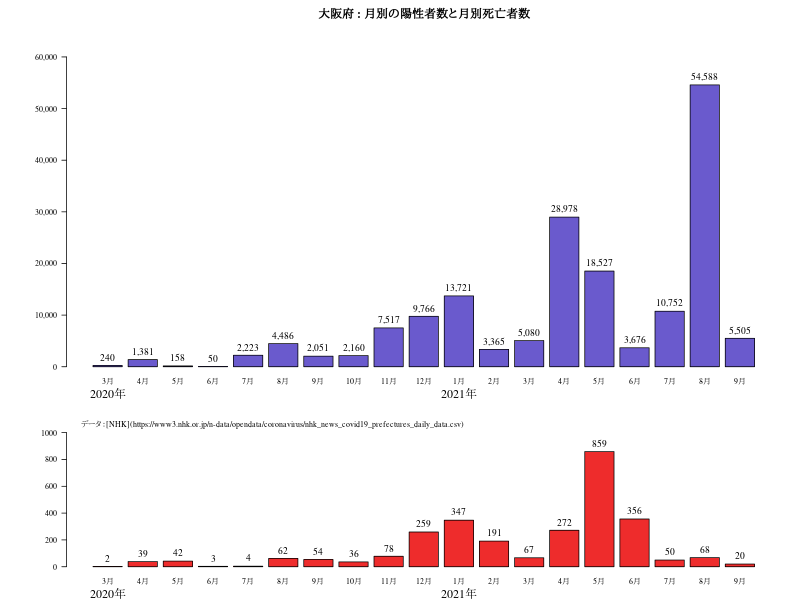 大阪府 : 月別の陽性者数と月別死亡者数
60,000
50,000
40,000
30,000
20,000
10,000
0
240 1,381 158 50 2,223 4,486 2,051 2,160 7,517 9,766 13,721 3,365 5,080 28,978 18,527 3,676 10,752 54,588 5,505
3月 4月 5月 6月 7月 8月 9月 10月 11月 12月 1月 2月 3月 4月 5月 6月 7月 8月 9月
2020年 2021年
データ : [NHK](https://www3.nhk.or.jp/n-data/opendata/coronavirus/nhk_news_covid19_prefectures_daily_data.csv)
1000
800
600
400
200
0
2 39 42 3 4 62 54 36 78 259 347 191 67 272 859 356 50 68 20
3月 4月 5月 6月 7月 8月 9月 10月 11月 12月 1月 2月 3月 4月 5月 6月 7月 8月 9月
2020年 2021年